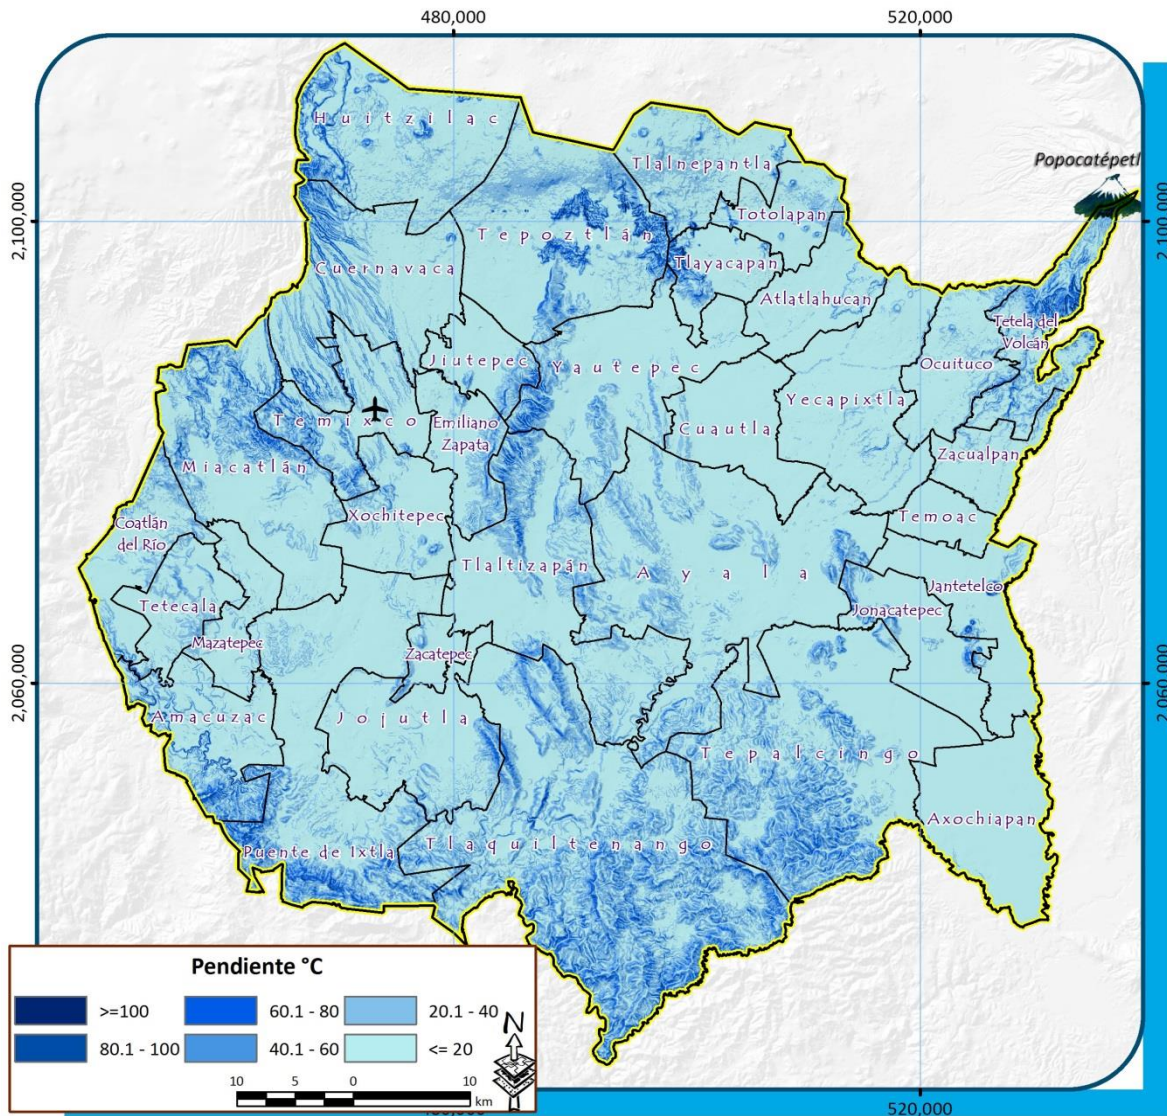 480,000
520,000
Huitzilac
Tlalnepantla
Popocatépetl
2,100,000
2,100,000
Totolapan
Tepoztlán
Tlayacapan
Cuernavaca
Atlatlahucan
Tetela del
Volcán
Jiutepec
Yautepec
Ocuituco
Yecapixtla
Temixco
Emiliano
Zapata
Cuautla
Zacualpan
Miacatlán
Xochitepec
Temoac
Coatlán
del Río
Tlaltizapán
Ayala
Jantetelco
Tetecala
Jonacatepec
Mazatepec
Zacatepec
2,060,000
2,060,000
Amacuzac
Jojutla
Tepalcingo
Axochiapan
Puente de Ixtla
Tlaquiltenango
Pendiente °C
>=100
60.1 - 80
20.1 - 40
80.1 - 100
40.1 - 60
<= 20
N
10 5 0 10
km
520,000